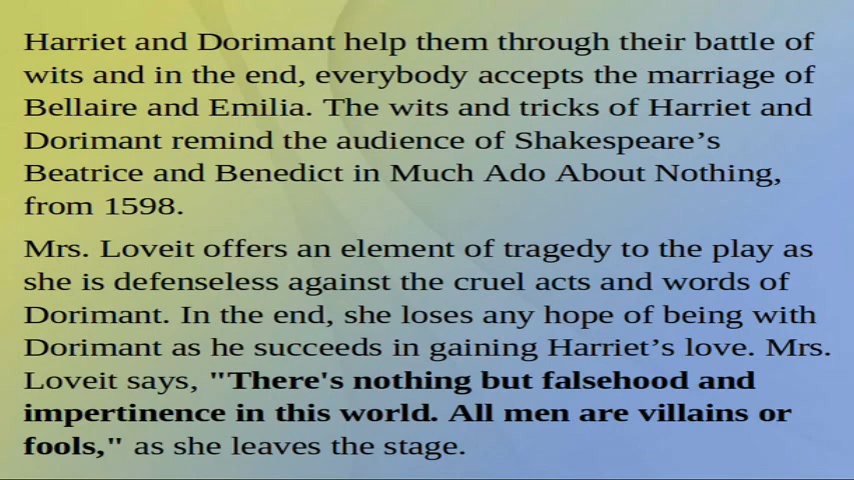 Harriet and Dorimant help them through their battle of
wits and in the end, everybody accepts the marriage of
Bellaire and Emilia. The wits and tricks of Harriet and
Dorimant remind the audience of Shakespeare’s
Beatrice and Benedict in Much Ado About Nothing,
from 1598.
Mrs. Loveit offers an element of tragedy to the play as
she is defenseless against the cruel acts and words of
Dorimant. In the end, she loses any hope of being with
Dorimant as he succeeds in gaining Harriet’s love. Mrs.
Loveit says, "There's nothing but falsehood and
impertinence in this world. All men are villains or
fools," as she leaves the stage.